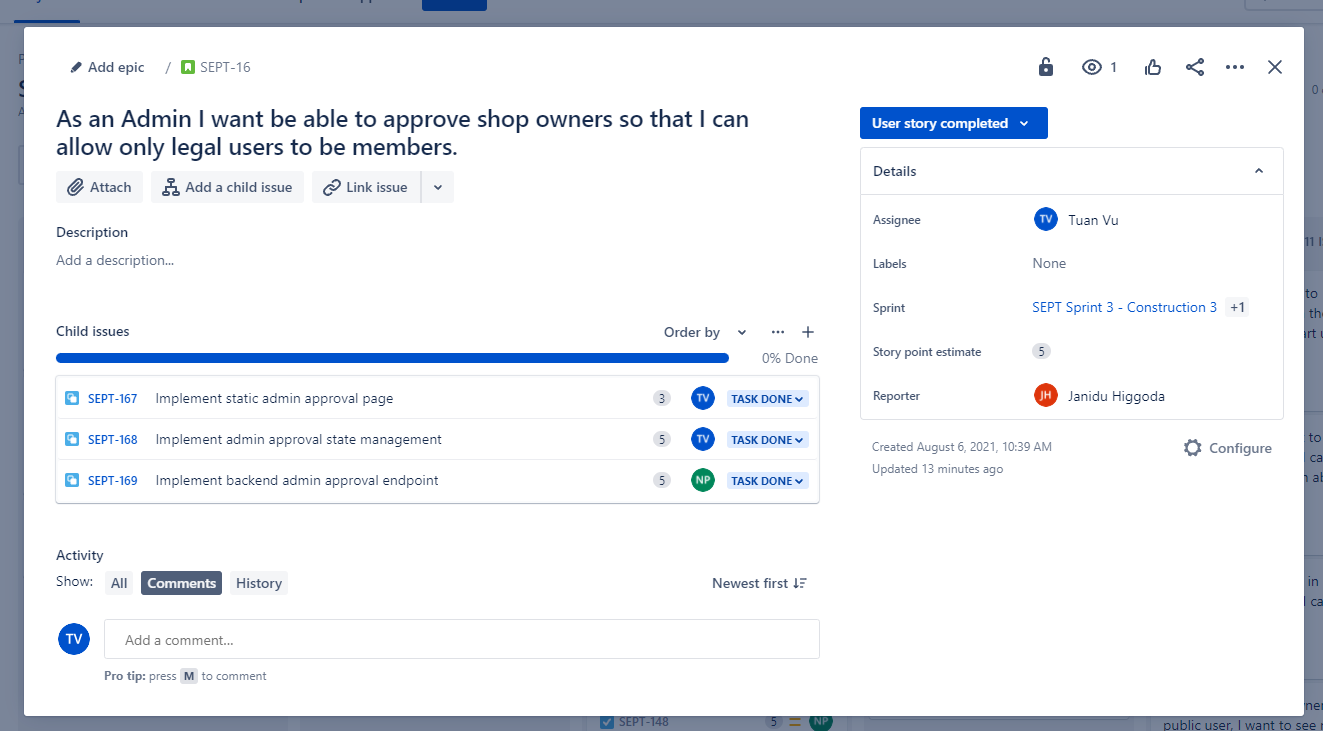 Add epic / SEPT-16
1
As an Admin I want be able to approve shop owners so that I can
allow only legal users to be members.
User story completed
Attach Add a child issue Link issue
Details
Description
Add a description...
Assignee TV Tuan Vu
Labels None
Sprint SEPT Sprint 3 - Construction 3 +1
Story point estimate 5
Reporter JH Janidu Higgoda
Created August 6, 2021, 10:39 AM
Updated 13 minutes ago
Configure
Child issues Order by
0% Done
SEPT-167 Implement static admin approval page 3 TV TASK DONE
SEPT-168 Implement admin approval state management 5 TV TASK DONE
SEPT-169 Implement backend admin approval endpoint 5 NP TASK DONE
Activity
Show: All Comments History Newest first
TV Add a comment...
Pro tip: press M to comment
SEPT-148 5 NP
public user, I want to see